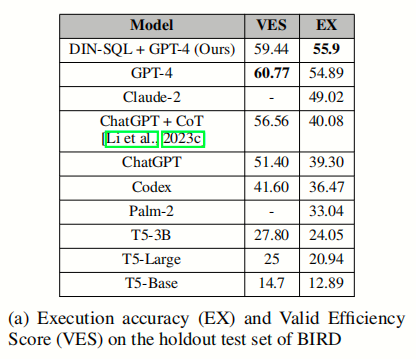 Model VES EX
DIN-SQL + GPT-4 (Ours) 59.44 55.9
GPT-4 60.77 54.89
Claude-2 - 49.02
ChatGPT + CoT 56.56 40.08
[Li et al., 2023c]
ChatGPT 51.40 39.30
Codex 41.60 36.47
Palm-2 - 33.04
T5-3B 27.80 24.05
T5-Large 25 20.94
T5-Base 14.7 12.89
(a) Execution accuracy (EX) and Valid Efficiency
Score (VES) on the holdout test set of BIRD